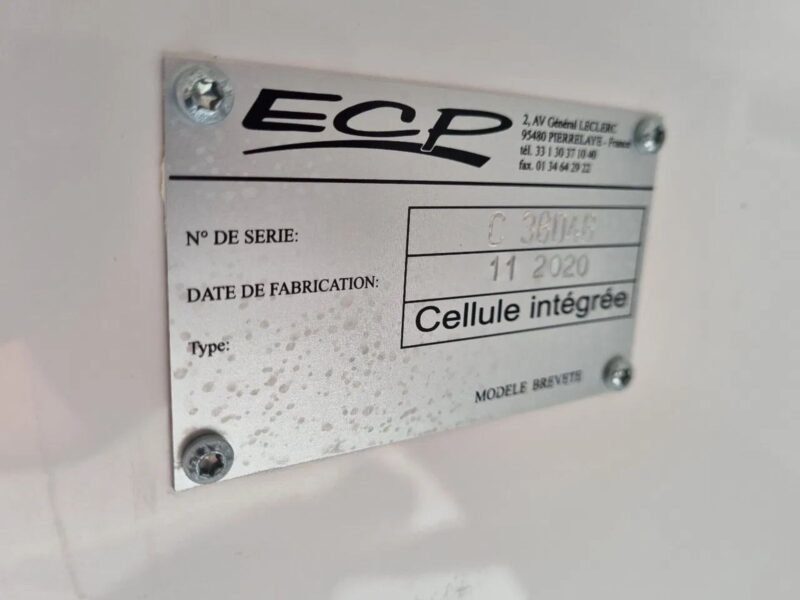 ECP
2, AV Général LECLERC
95480 PIERRELAYE - France
tél. 33 1 30 37 10 40
fax. 01 34 64 29 22
N° DE SERIE: C
DATE DE FABRICATION: 11 2020
Type: Cellule intégrée
MODELE BREVETE